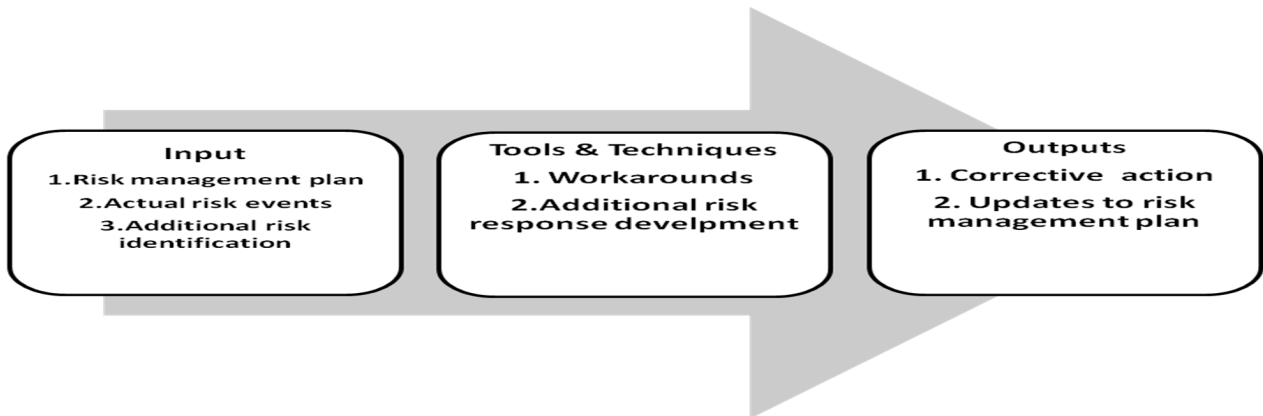 Input
1.Risk management plan
2.Actual risk events
3.Additional risk
identification
Tools & Techniques
1. Workarounds
2.Additional risk
response develpment
Outputs
1. Corrective action
2. Updates to risk
management plan